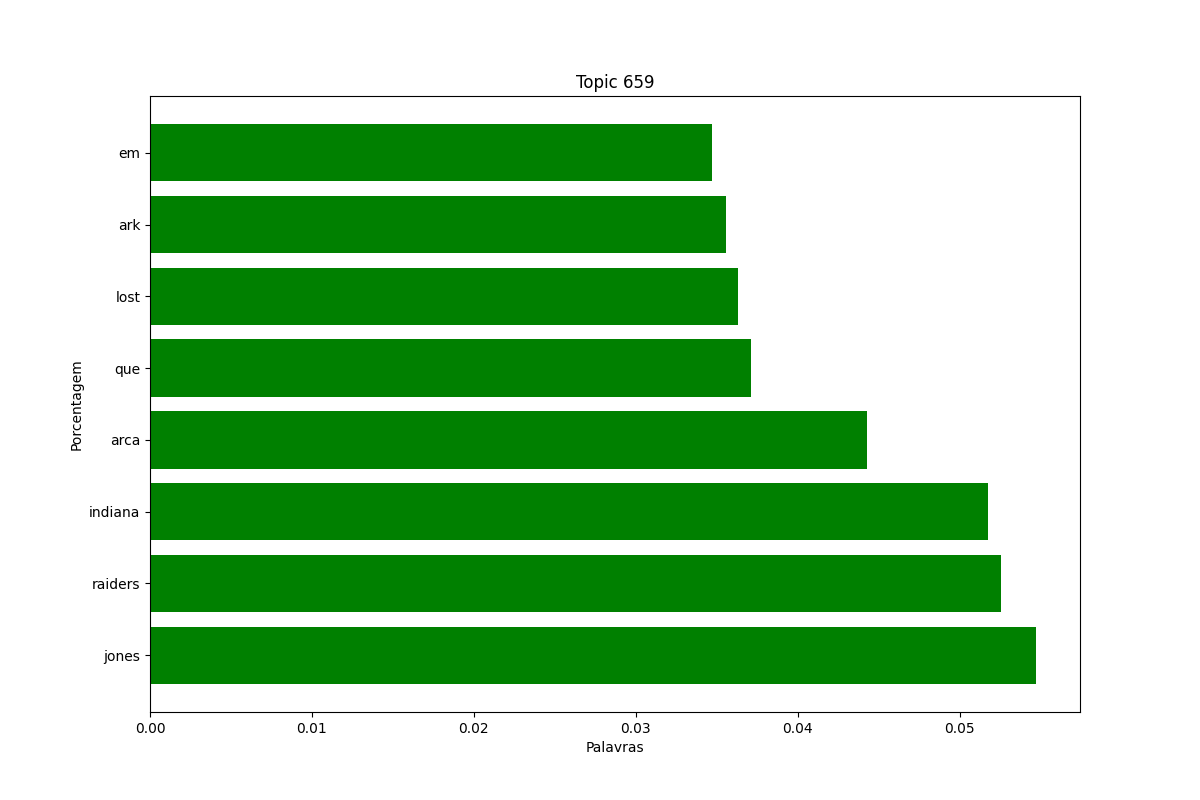 Topic 659
em
ark
lost
que
arca
indiana
raiders
jones
Porcentagem
0.00 0.01 0.02 0.03 0.04 0.05
Palavras